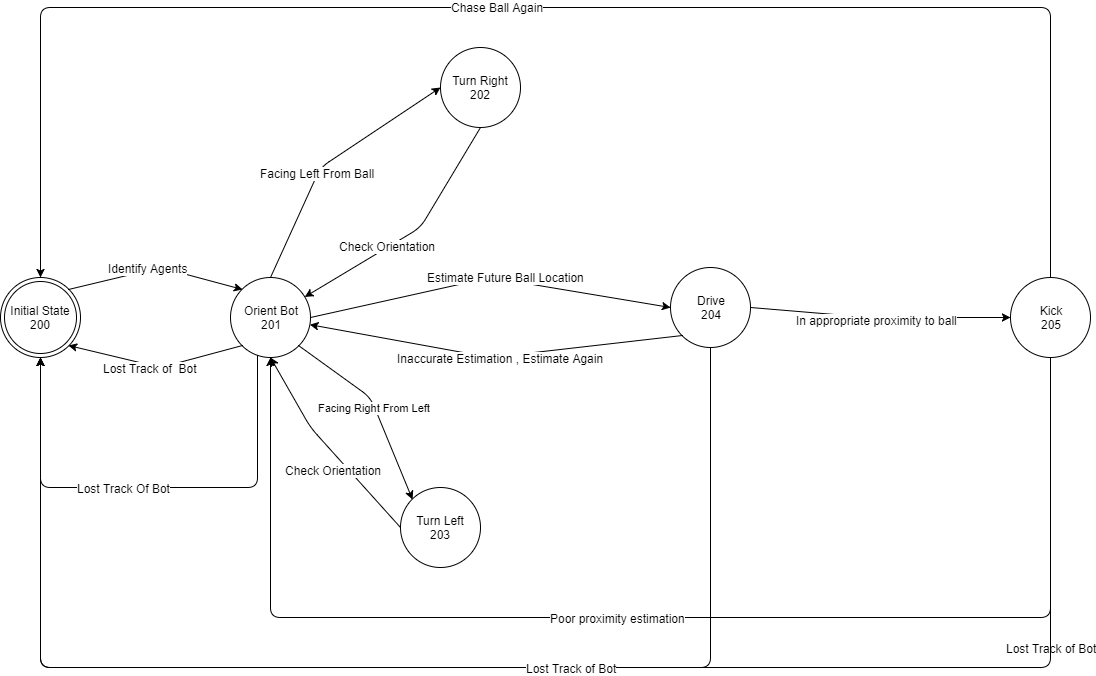 Chase Ball Again
Turn Right
202
Facing Left From Ball
Check Orientation
Identify Agents
Estimate Future Ball Location
Initial State
200
Orient Bot
201
Drive
204
Kick
205
In appropriate proximity to ball
Lost Track of Bot
Inaccurate Estimation , Estimate Again
Facing Right From Left
Check Orientation
Lost Track Of Bot
Turn Left
203
Poor proximity estimation
Lost Track of Bot
Lost Track of Bot